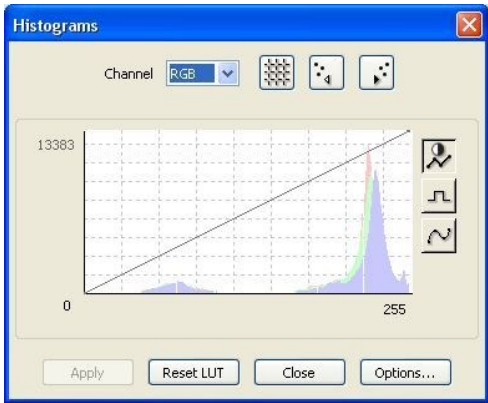 Histograms
Channel RGB
13383
0 255
Apply Reset LUT Close Options...